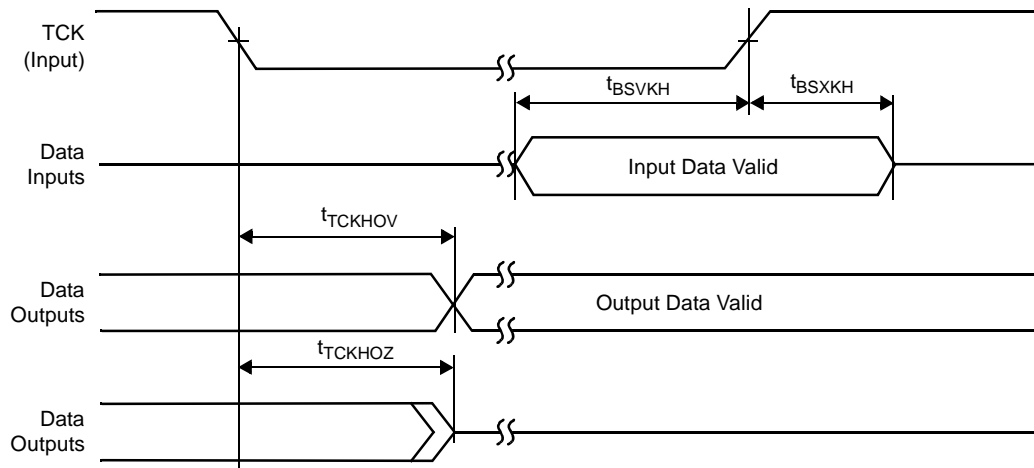 TCK
(Input)
tBSVKH
tBSXKH
Data
Inputs
Input Data Valid
tTCKHOV
Data
Outputs
Output Data Valid
tTCKHOZ
Data
Outputs